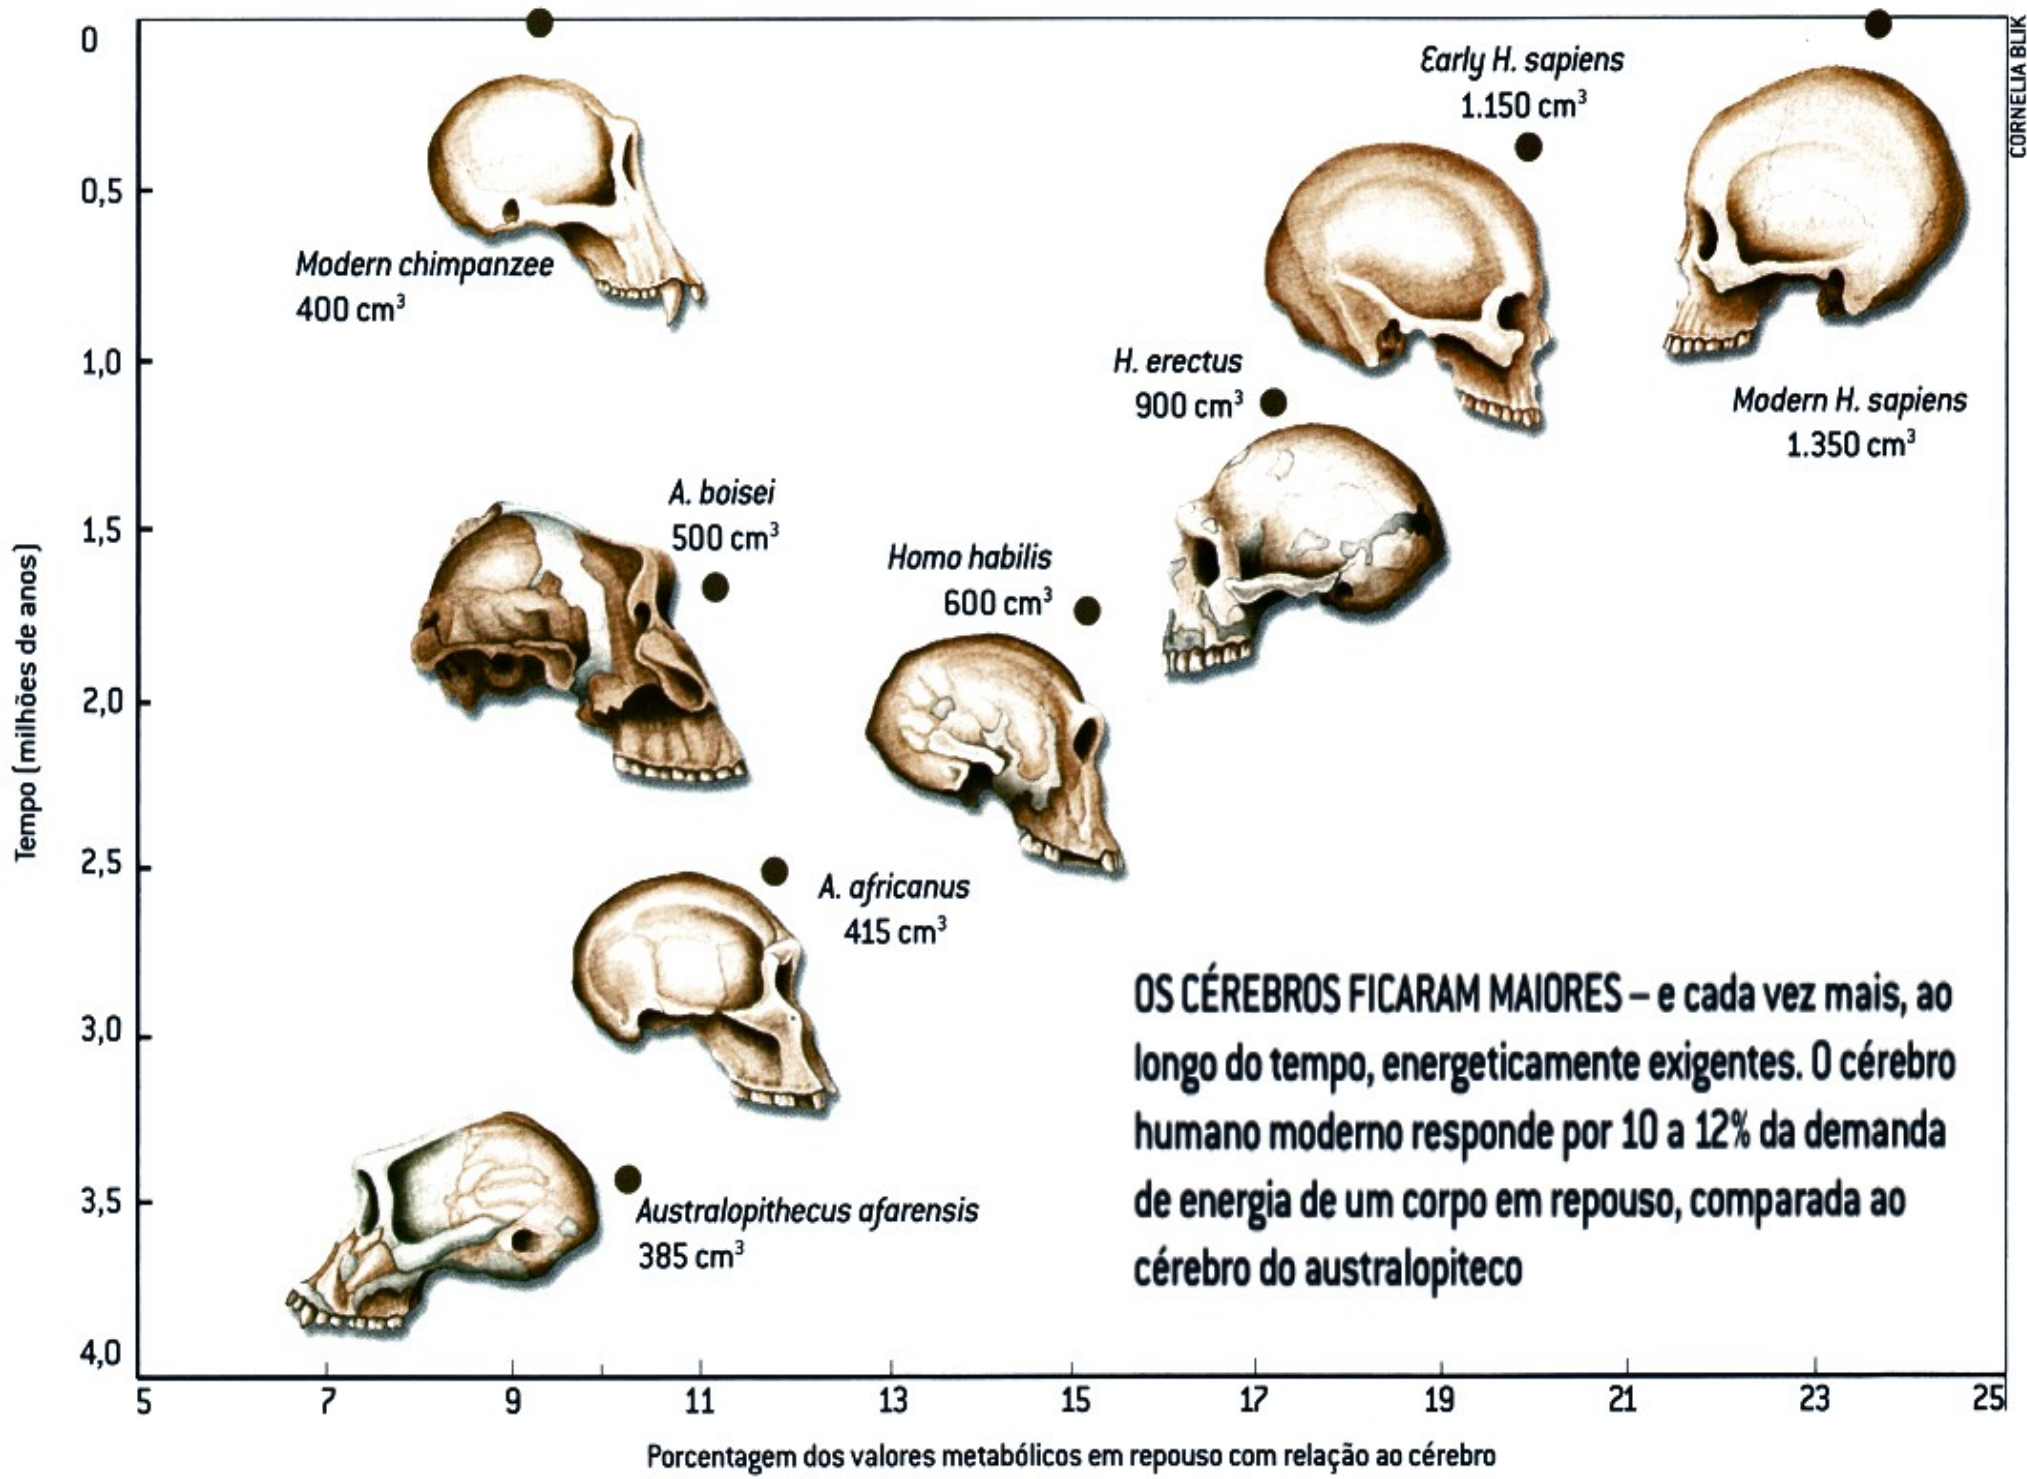 CORNELIA BLIK
Tempo (milhões de anos)
0
0,5
1,0
1,5
2,0
2,5
3,0
3,5
4,0
Early H. sapiens
1.150 cm³
Modern chimpanzee
400 cm³
H. erectus
900 cm³
Modern H. sapiens
1.350 cm³
A. boisei
500 cm³
Homo habilis
600 cm³
A. africanus
415 cm³
Australopithecus afarensis
385 cm³
OS CÉREBROS FICARAM MAIORES – e cada vez mais, ao
longo do tempo, energeticamente exigentes. O cérebro
humano moderno responde por 10 a 12% da demanda
de energia de um corpo em repouso, comparada ao
cérebro do australopiteco
5 7 9 11 13 15 17 19 21 23 25
Porcentagem dos valores metabólicos em repouso com relação ao cérebro